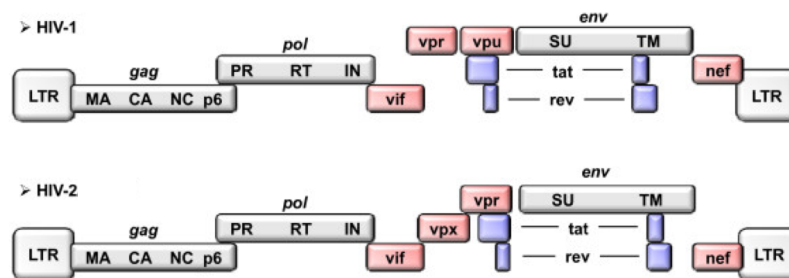 ➢ HIV-1
env
vpr vpu SU TM
pol
gag
PR RT IN tat nef
LTR MA CA NC p6 vif rev LTR
➢ HIV-2
env
vpr SU TM
pol
gag
PR RT IN vpx tat
LTR MA CA NC p6 vif rev nef LTR